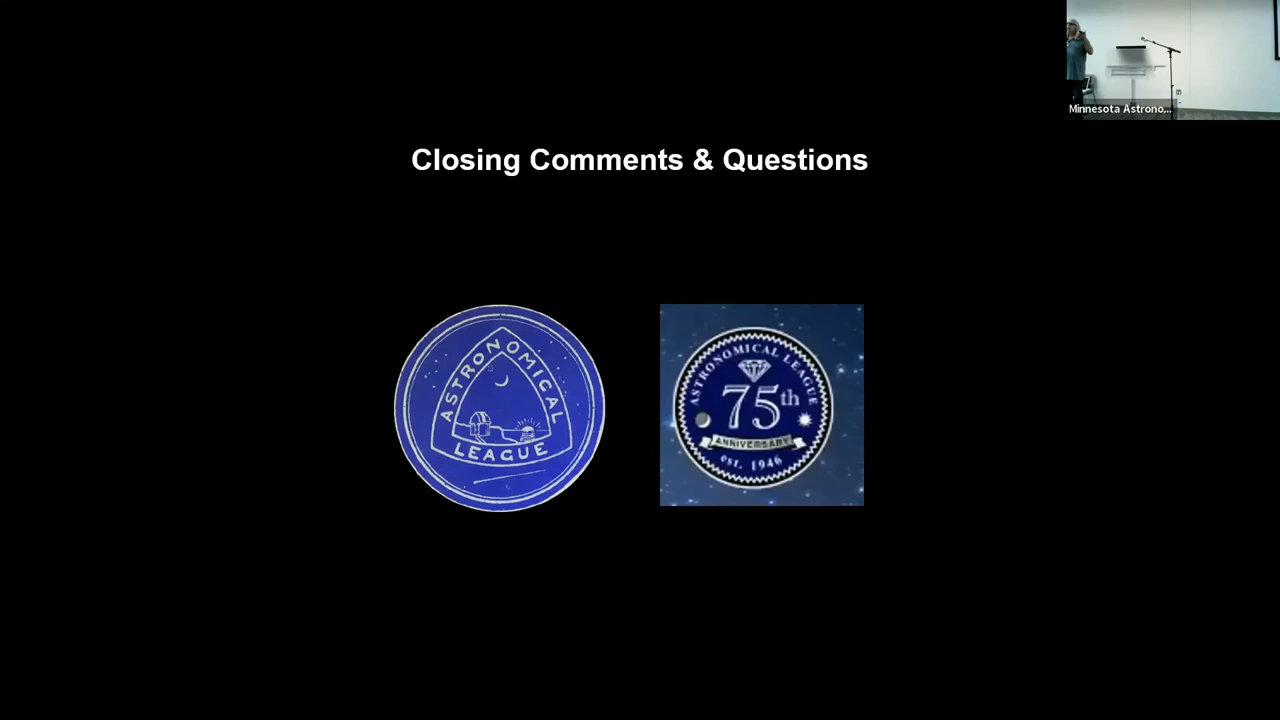 Minnesota Astrono...
Closing Comments & Questions
ASTRONOMICAL
LEAGUE
ASTRONOMICAL LEAGUE
75th
ANNIVERSARY
est. 1946